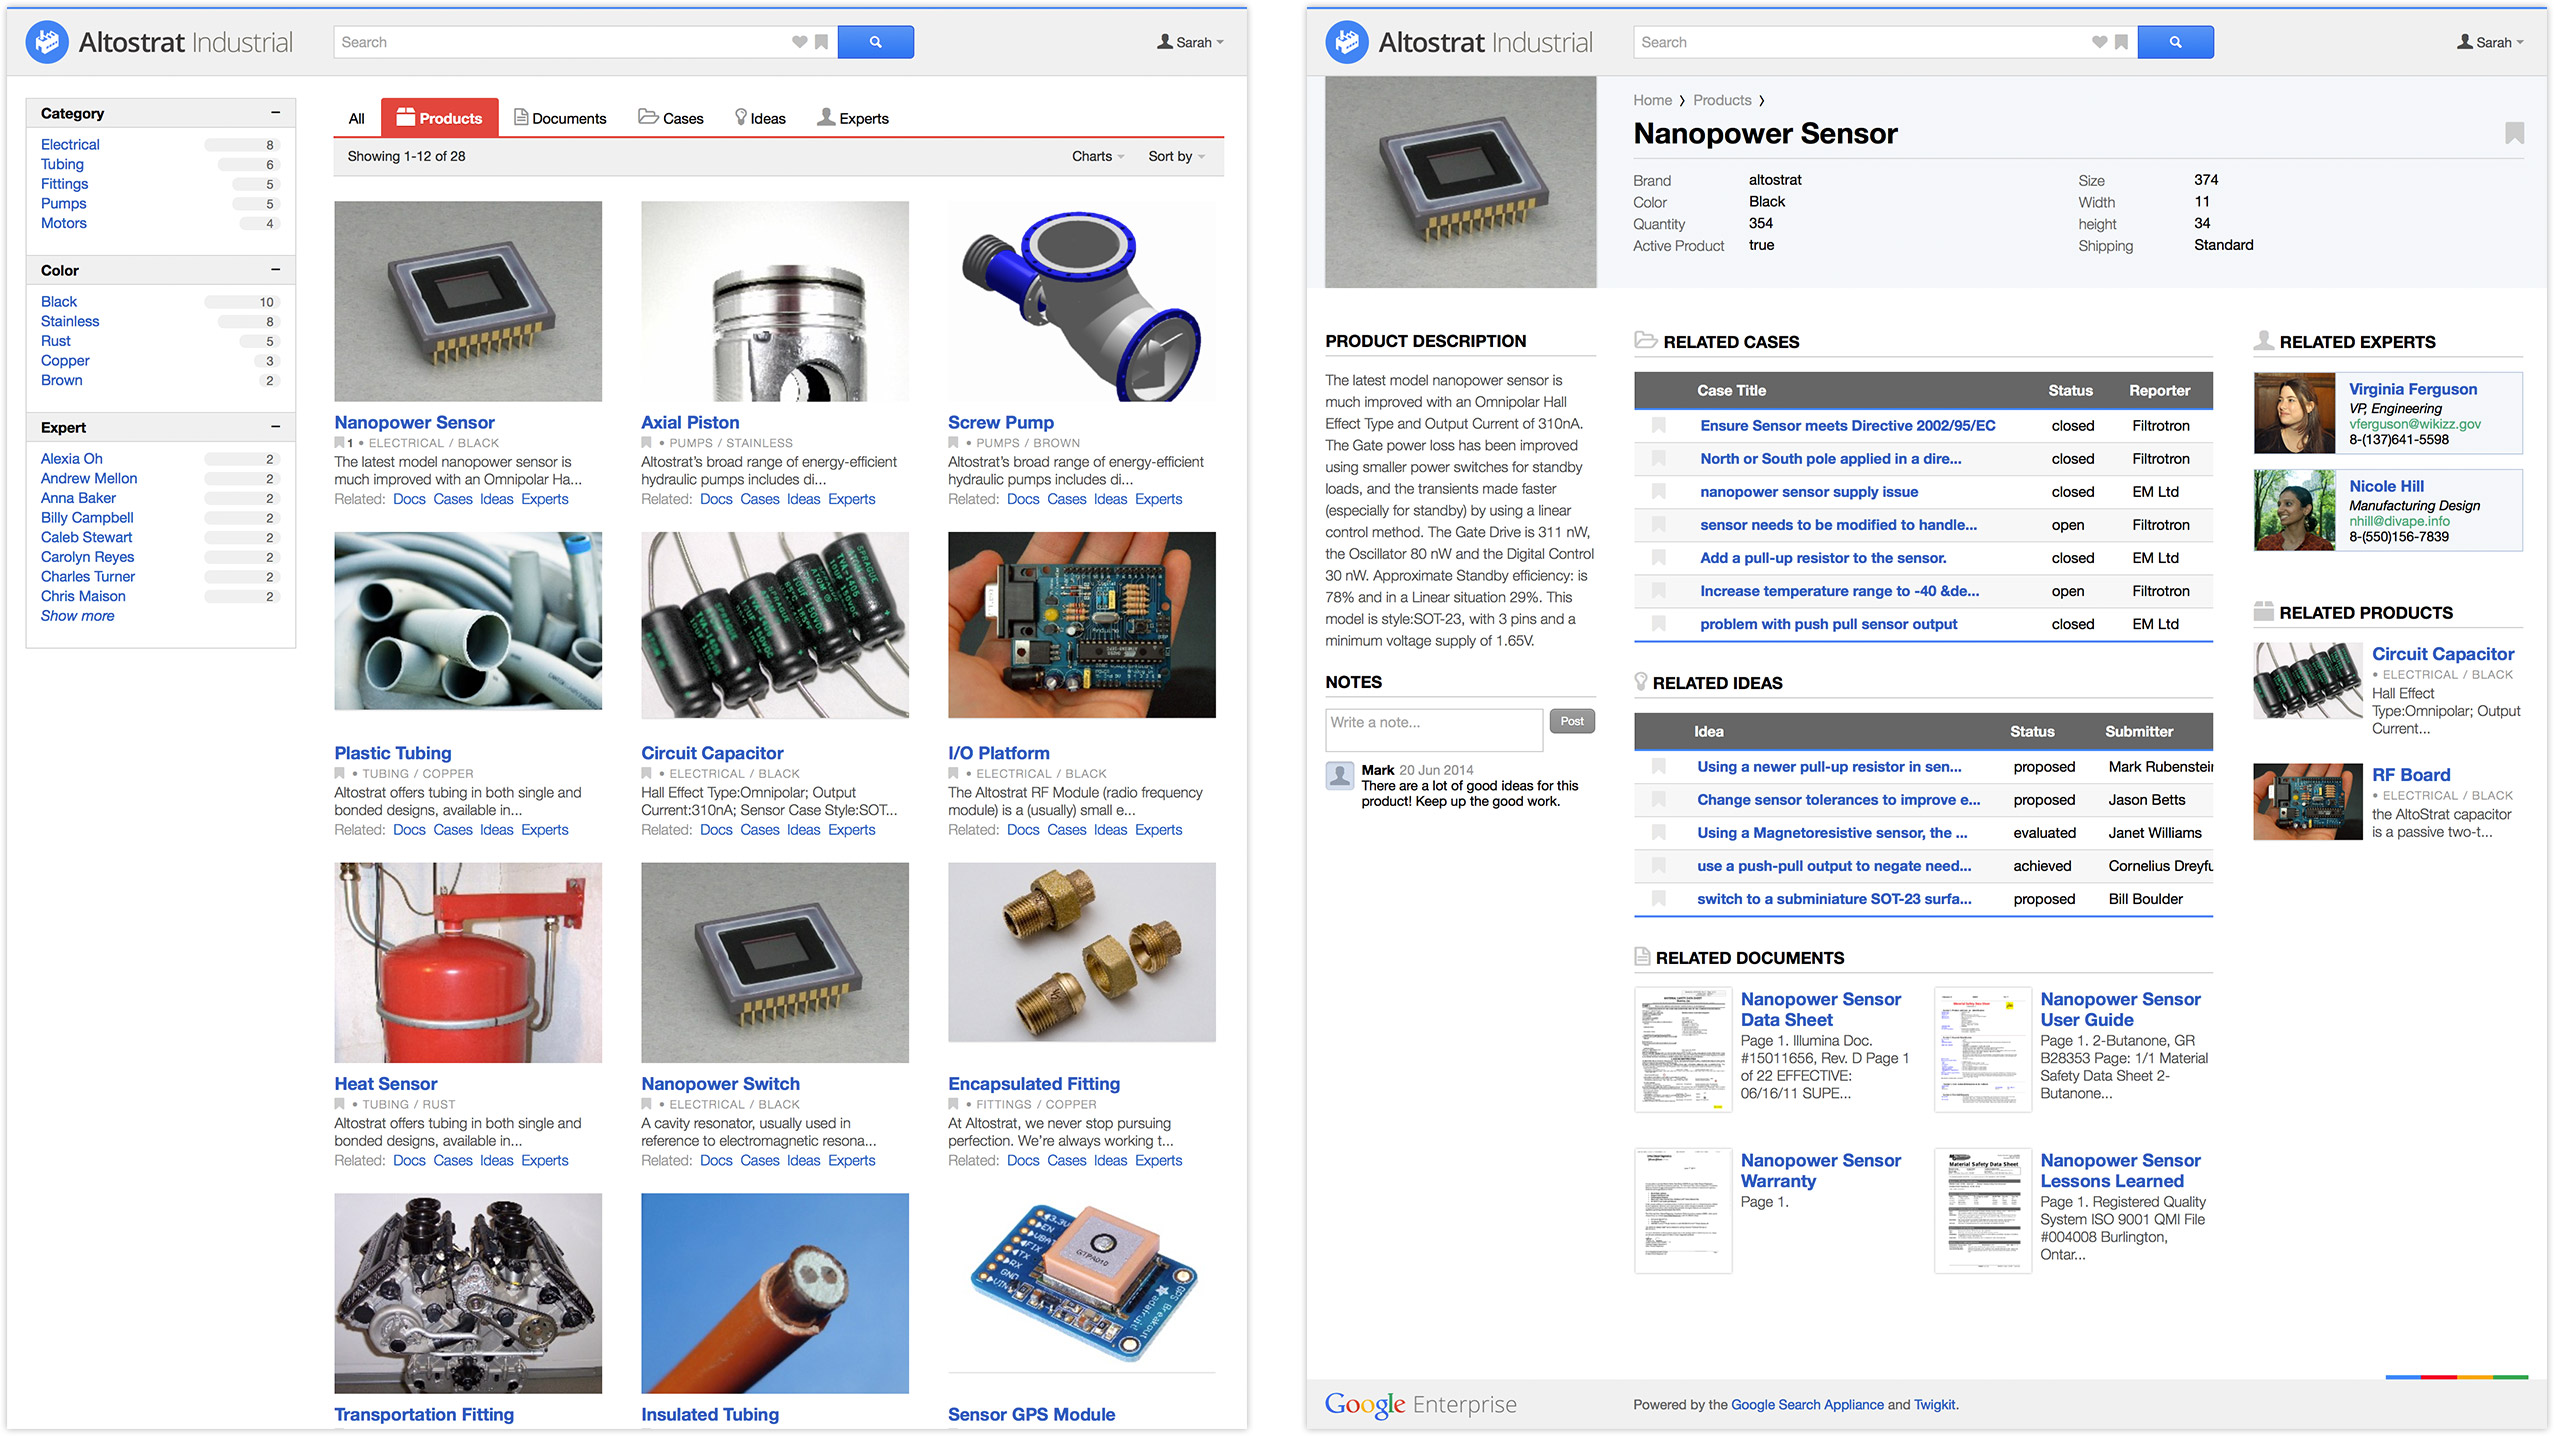 Altostrat Industrial
Search
Sarah
Category
Electrical 8
Tubing 6
Fittings 5
Pumps 5
Motors 4
Color
Black 10
Stainless 8
Rust 5
Copper 3
Brown 2
Expert
Alexia Oh 2
Andrew Mellon 2
Anna Baker 2
Billy Campbell 2
Caleb Stewart 2
Carolyn Reyes 2
Charles Turner 2
Chris Maison 2
Show more
All Products Documents Cases Ideas Experts
Showing 1-12 of 28 Charts Sort by
Nanopower Sensor
1 • ELECTRICAL / BLACK
The latest model nanopower sensor is
much improved with an Omnipolar Ha...
Related: Docs Cases Ideas Experts
Axial Piston
• PUMPS / STAINLESS
Altostrat's broad range of energy-efficient
hydraulic pumps includes di...
Related: Docs Cases Ideas Experts
Screw Pump
• PUMPS / BROWN
Altostrat's broad range of energy-efficient
hydraulic pumps includes di...
Related: Docs Cases Ideas Experts
Plastic Tubing
• TUBING / COPPER
Altostrat offers tubing in both single and
bonded designs, available in...
Related: Docs Cases Ideas Experts
SPRAGUE
Circuit Capacitor
• ELECTRICAL / BLACK
Hall Effect Type:Omnipolar; Output
Current:310nA; Sensor Case Style:SOT...
Related: Docs Cases Ideas Experts
I/O Platform
• ELECTRICAL / BLACK
The Altostrat RF Module (radio frequency
module) is a (usually) small e...
Related: Docs Cases Ideas Experts
Heat Sensor
• TUBING / RUST
Altostrat offers tubing in both single and
bonded designs, available in...
Related: Docs Cases Ideas Experts
Nanopower Switch
• ELECTRICAL / BLACK
A cavity resonator, usually used in
reference to electromagnetic resona...
Related: Docs Cases Ideas Experts
Encapsulated Fitting
• FITTINGS / COPPER
At Altostrat, we never stop pursuing
perfection. We're always working t...
Related: Docs Cases Ideas Experts
Transportation Fitting
Insulated Tubing
3.3V
EN
VBAT
FIX
TX
RX
GND
VIN
GPS Breakout
adafruit!
Sensor GPS Module
Altostrat Industrial
Search
Sarah
Home › Products ›
Nanopower Sensor
Brand altostrat
Color Black
Quantity 354
Active Product true
Size 374
Width 11
height 34
Shipping Standard
PRODUCT DESCRIPTION
The latest model nanopower sensor is
much improved with an Omnipolar Hall
Effect Type and Output Current of 310nA.
The Gate power loss has been improved
using smaller power switches for standby
loads, and the transients made faster
(especially for standby) by using a linear
control method. The Gate Drive is 311 nW,
the Oscillator 80 nW and the Digital Control
30 nW. Approximate Standby efficiency: is
78% and in a Linear situation 29%. This
model is style:SOT-23, with 3 pins and a
minimum voltage supply of 1.65V.
NOTES
Write a note...
Post
Mark 20 Jun 2014
There are a lot of good ideas for this
product! Keep up the good work.
RELATED CASES
Case Title Status Reporter
Ensure Sensor meets Directive 2002/95/EC closed Filtrotron
North or South pole applied in a dire... closed Filtrotron
nanopower sensor supply issue closed EM Ltd
sensor needs to be modified to handle... open Filtrotron
Add a pull-up resistor to the sensor. closed EM Ltd
Increase temperature range to -40 &de... open Filtrotron
problem with push pull sensor output closed EM Ltd
RELATED IDEAS
Idea Status Submitter
Using a newer pull-up resistor in sen... proposed Mark Rubenstein
Change sensor tolerances to improve e... proposed Jason Betts
Using a Magnetoresistive sensor, the ... evaluated Janet Williams
use a push-pull output to negate need... achieved Cornelius Dreyfu
switch to a subminiature SOT-23 surfa... proposed Bill Boulder
RELATED DOCUMENTS
Nanopower Sensor
Data Sheet
Page 1. Illumina Doc.
#15011656, Rev. D Page 1
of 22 EFFECTIVE:
06/16/11 SUPE...
Nanopower Sensor
User Guide
Page 1. 2-Butanone, GR
B28353 Page: 1/1 Material
Safety Data Sheet 2-
Butanone...
Nanopower Sensor
Warranty
Page 1.
Material Safety Data Sheet
Nanopower Sensor
Lessons Learned
Page 1. Registered Quality
System ISO 9001 QMI File
#004008 Burlington,
Ontar...
RELATED EXPERTS
Virginia Ferguson
VP, Engineering
vferguson@wikizz.gov
8-(137)641-5598
Nicole Hill
Manufacturing Design
nhill@divape.info
8-(550)156-7839
RELATED PRODUCTS
Circuit Capacitor
• ELECTRICAL / BLACK
Hall Effect
Type:Omnipolar; Output
Current...
RF Board
• ELECTRICAL / BLACK
the AltoStrat capacitor
is a passive two-t...
Google Enterprise
Powered by the Google Search Appliance and Twigkit.